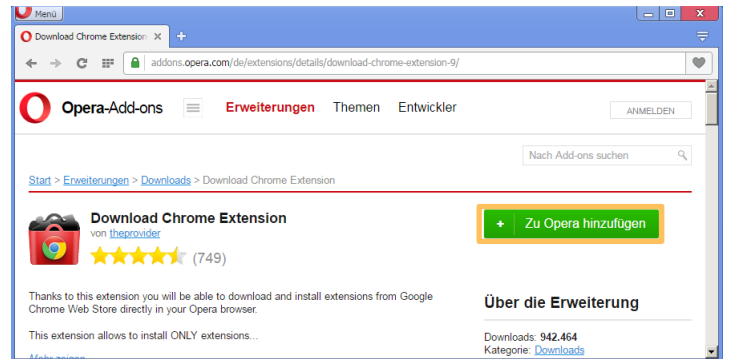 Menü
Download Chrome Extension
addons.opera.com/de/extensions/details/download-chrome-extension-9/
Opera-Add-ons
Erweiterungen
Themen
Entwickler
ANMELDEN
Nach Add-ons suchen
Start > Erweiterungen > Downloads > Download Chrome Extension
Download Chrome Extension
von theprovider
(749)
+ Zu Opera hinzufügen
Thanks to this extension you will be able to download and install extensions from Google
Chrome Web Store directly in your Opera browser.
This extension allows to install ONLY extensions...
Mehr zeigen
Über die Erweiterung
Downloads: 942.464
Kategorie: Downloads